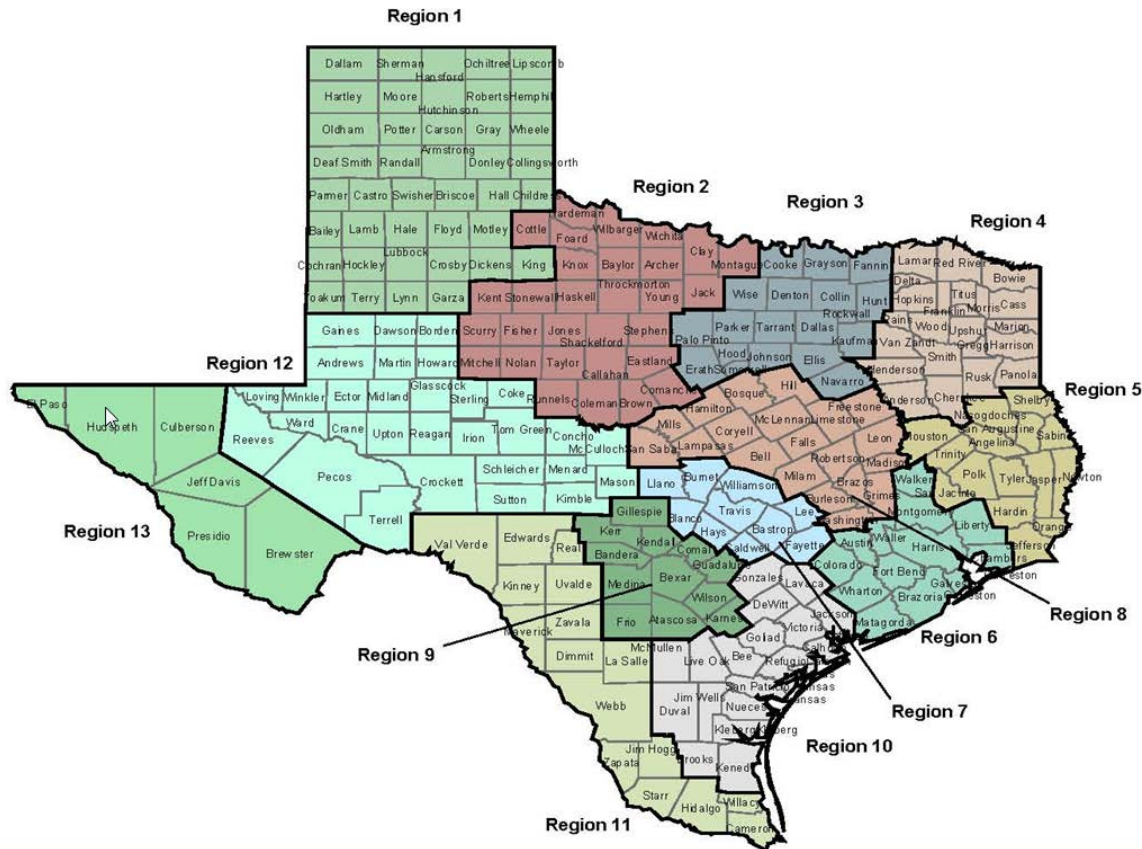 Region 1
Dallam Sherman Hansford Ochiltree Lipscomb
Hartley Moore Hutchinson Roberts Hemphill
Oldham Potter Carson Gray Wheele
Deaf Smith Randall Armstrong Donley Collingsworth
Parmer Castro Swisher Briscoe Hall Childress
Bailey Lamb Hale Floyd Motley
Cochran Hockley Lubbock Crosby Dickens King
Yoakum Terry Lynn Garza
Region 2
Hardeman
Cottle Foard Wilbarger Wichita Clay Montague
Knox Baylor Archer
Kent Stonewall Haskell Throckmorton Young Jack
Scurry Fisher Jones Shackelford Stephens
Mitchell Nolan Taylor Callahan Eastland
Runnels Coleman Brown Comanche
Region 3
Cooke Grayson Fannin
Wise Denton Collin Hunt
Rockwall
Palo Pinto Parker Tarrant Dallas Kaufman
Erath Hood Somervell Johnson Ellis
Navarro
Region 4
Lamar Red River Bowie
Delta
Hopkins Franklin Titus Morris Cass
Rains Wood Upshu Marion
Van Zandt Gregg Harrison
Smith
Henderson Rusk Panola
Anderson Cherokee
Region 5
Shelby
Nacogdoches
San Augustine Sabine
Houston Angelina
Trinity
Polk Tyler Jasper Newton
Hardin
Orange
Jefferson
Region 12
Gaines Dawson Borden
Andrews Martin Howard
Loving Winkler Ector Midland Glasscock Sterling Coke
Ward Crane Upton Reagan Irion Tom Green Concho
Reeves McCulloch
Pecos Crockett Schleicher Menard Mason
Sutton Kimble
Terrell
Region 13
El Paso
Hudspeth Culberson
Jeff Davis
Presidio Brewster
Hill
Bosque
Hamilton McLennan Limestone Freestone
Mills Coryell Falls Leon
San Saba Lampasas
Bell Robertson Madison
Milam Brazos
Burleson Grimes
Washington
Region 8
Llano Burnet Williamson
Blanco Travis Lee
Hays Bastrop
Caldwell Fayette
Region 7
Walker San Jacinto
Montgomery Liberty
Austin Waller Harris Chambers
Colorado Fort Bend Galveston
Wharton Brazoria
Matagorda
Region 6
Gillespie
Kerr Kendal
Bandera Comal
Guadalupe
Medina Bexar
Wilson
Frio Atascosa Karnes
Region 9
Val Verde Edwards Real
Kinney Uvalde
Maverick Zavala
Dimmit La Salle
Webb
Jim Hogg
Zapata
Starr
Hidalgo Willacy
Cameron
Region 11
Gonzales Lavaca
DeWitt Jackson
Victoria
Goliad
McMullen Live Oak Bee Refugio
San Patricio
Jim Wells Nueces
Duval
Kleberg
Brooks Kened
Region 10